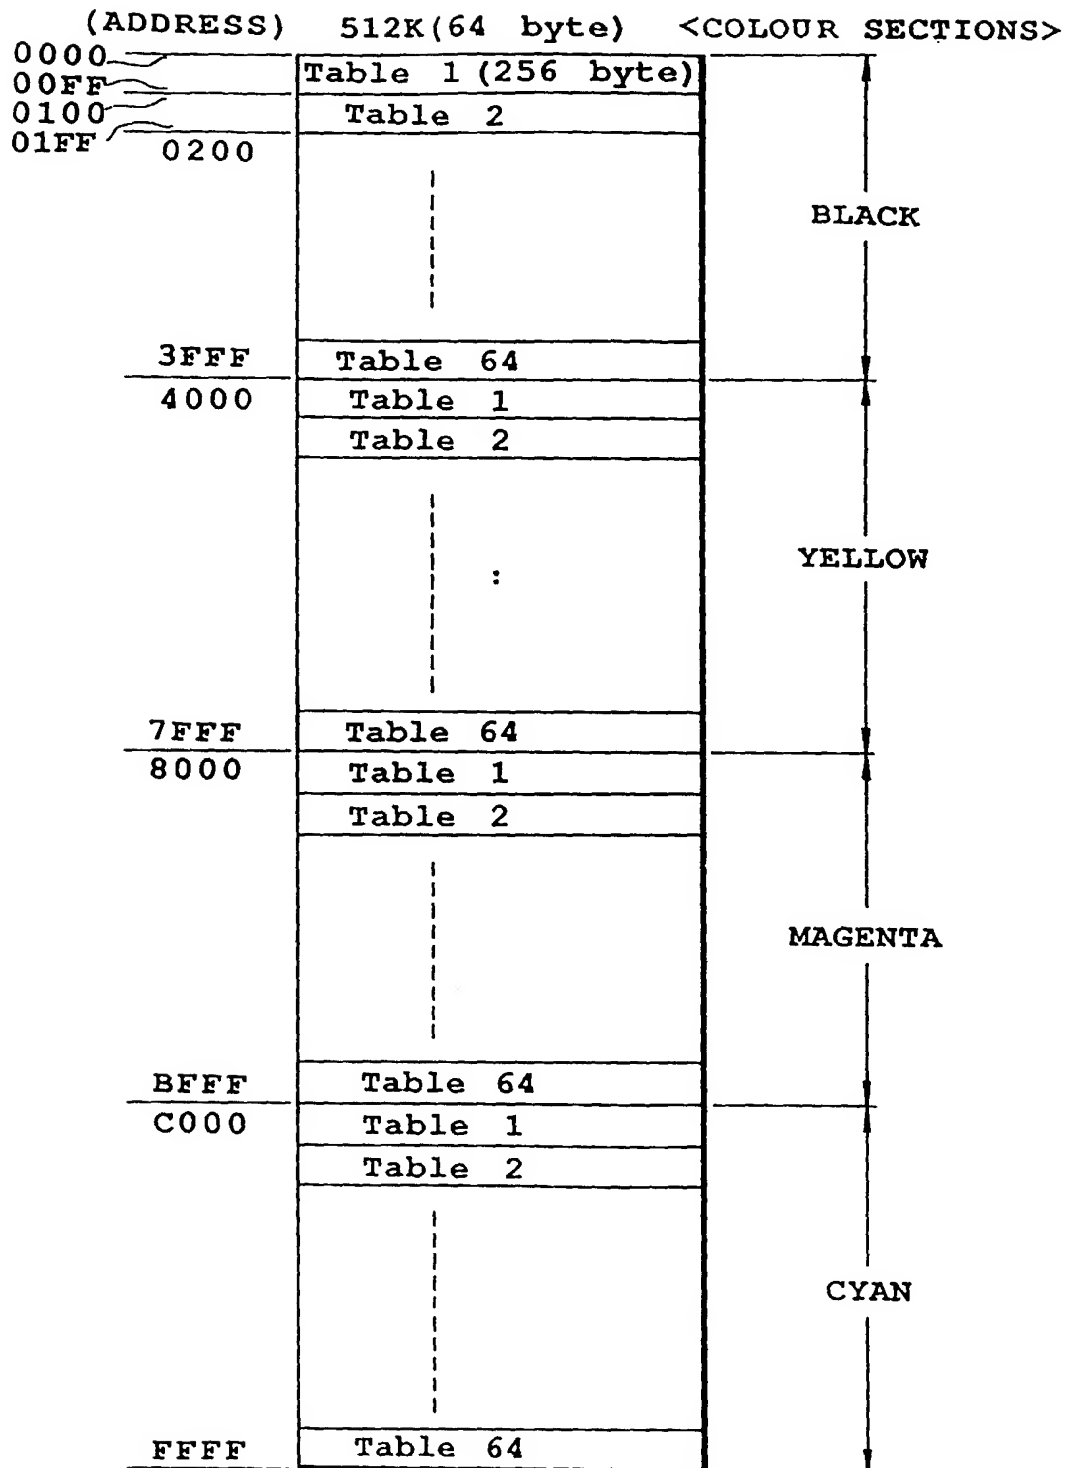 (ADDRESS) 512K(64 byte) <COLOUR SECTIONS>
0000
Table 1 (256 byte)
00FF
0100
Table 2
01FF
0200
BLACK
3FFF Table 64
4000 Table 1
Table 2
YELLOW
:
7FFF Table 64
8000 Table 1
Table 2
MAGENTA
BFFF Table 64
C000 Table 1
Table 2
CYAN
FFFF Table 64